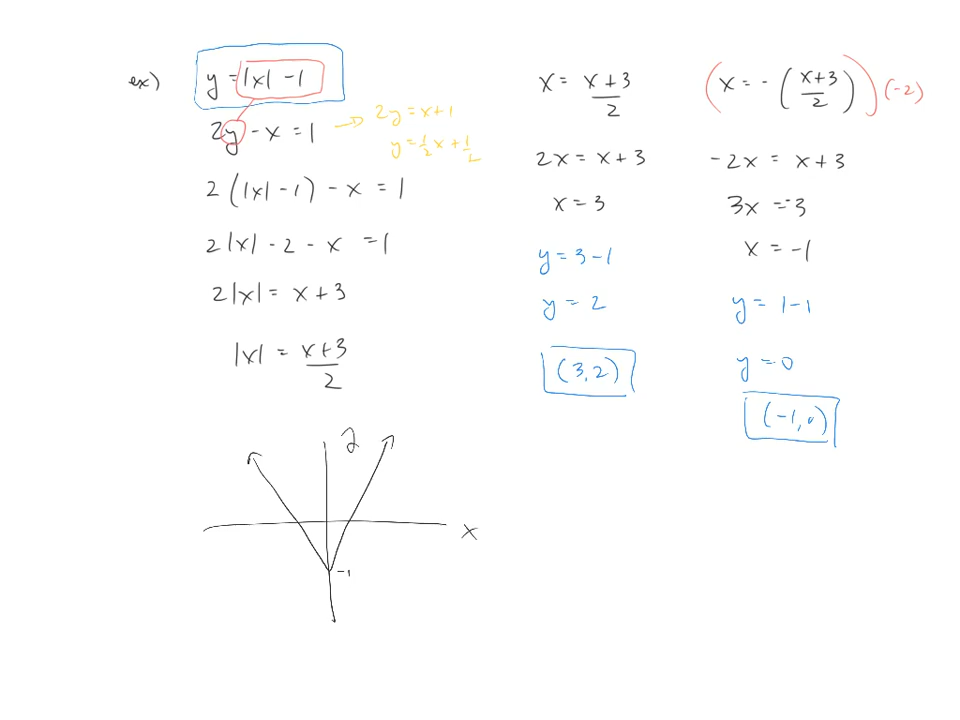 ex) y = |x| - 1
2y - x = 1 → 2y = x + 1
y = 1/2 x + 1/2
2(|x| - 1) - x = 1
2|x| - 2 - x = 1
2|x| = x + 3
|x| = (x+3)/2
x = (x+3)/2
2x = x + 3
x = 3
y = 3 - 1
y = 2
(3, 2)
(x = -((x+3)/2))(-2)
-2x = x + 3
3x = -3
x = -1
y = 1 - 1
y = 0
(-1, 0)
x
-1